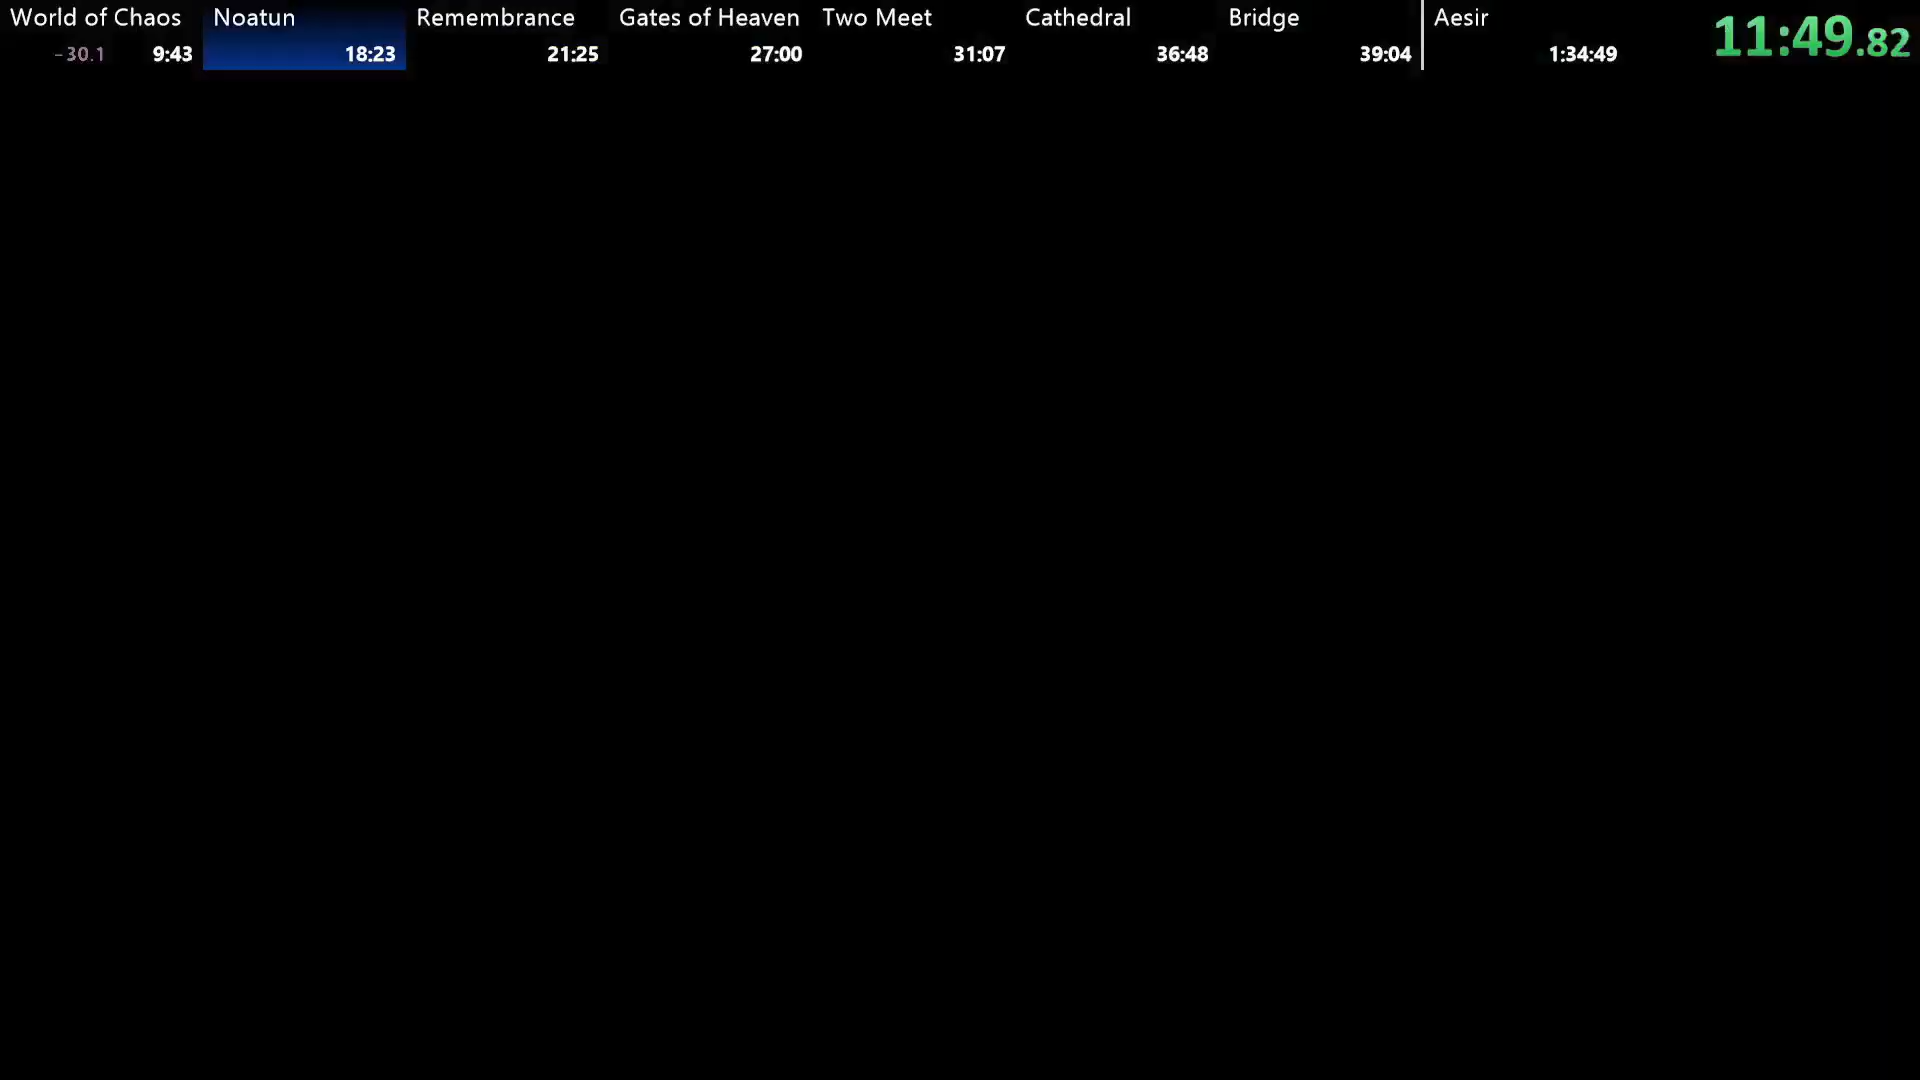 World of Chaos Noatun Remembrance Gates of Heaven Two Meet Cathedral Bridge Aesir
-30.1 9:43 18:23 21:25 27:00 31:07 36:48 39:04 1:34:49
11:49.82